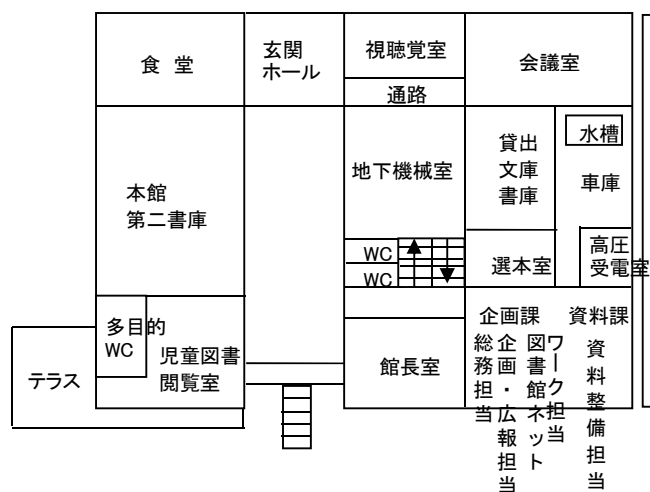 食 堂
玄関
ホール
視聴覚室
会議室
通路
本館
第二書庫
地下機械室
貸出
文庫
書庫
水槽
車庫
WC
WC
選本室
高圧
受電室
多目的
WC
児童図書
閲覧室
テラス
館長室
企画課
総務担当
企画・広報担当
図書館ネット
ワーク担当
資料課
資料整備担当